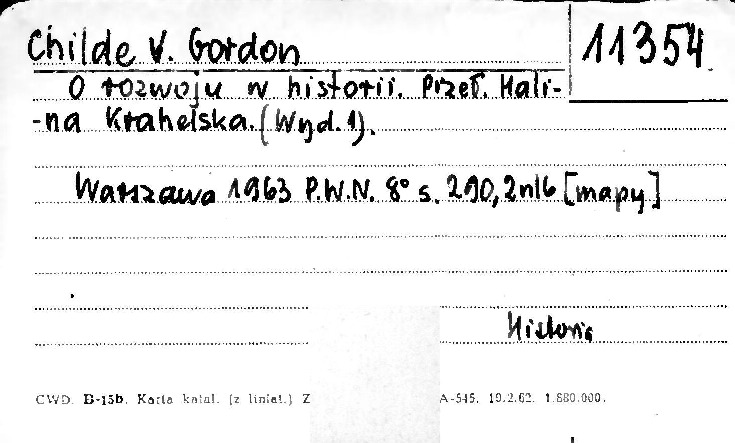 Childe V. Gordon
11354
O rozwoju w historii. Przeł. Hali-
-na Krahelska. (Wyd. 1).
Warszawa 1963 P.W.N. 8° s. 290, 2nlb [mapy]
Historia
CWD. B-15b. Karta katal. (z liniat.) Z A-545. 19.2.62. 1.880.000.